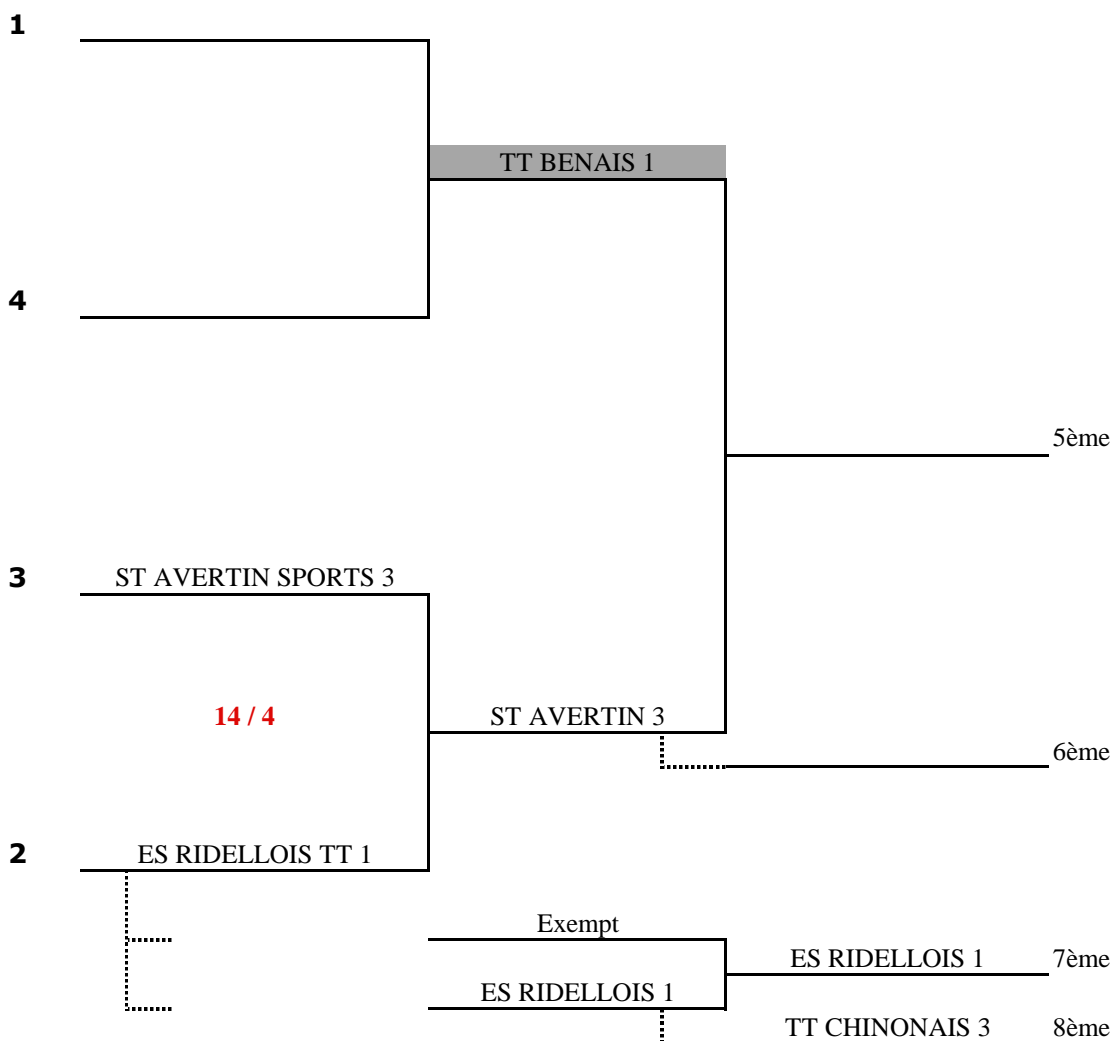 1
TT BENAIS 1
4
5ème
3 ST AVERTIN SPORTS 3
14 / 4 ST AVERTIN 3
6ème
2 ES RIDELLOIS TT 1
Exempt
ES RIDELLOIS 1 7ème
ES RIDELLOIS 1
TT CHINONAIS 3 8ème